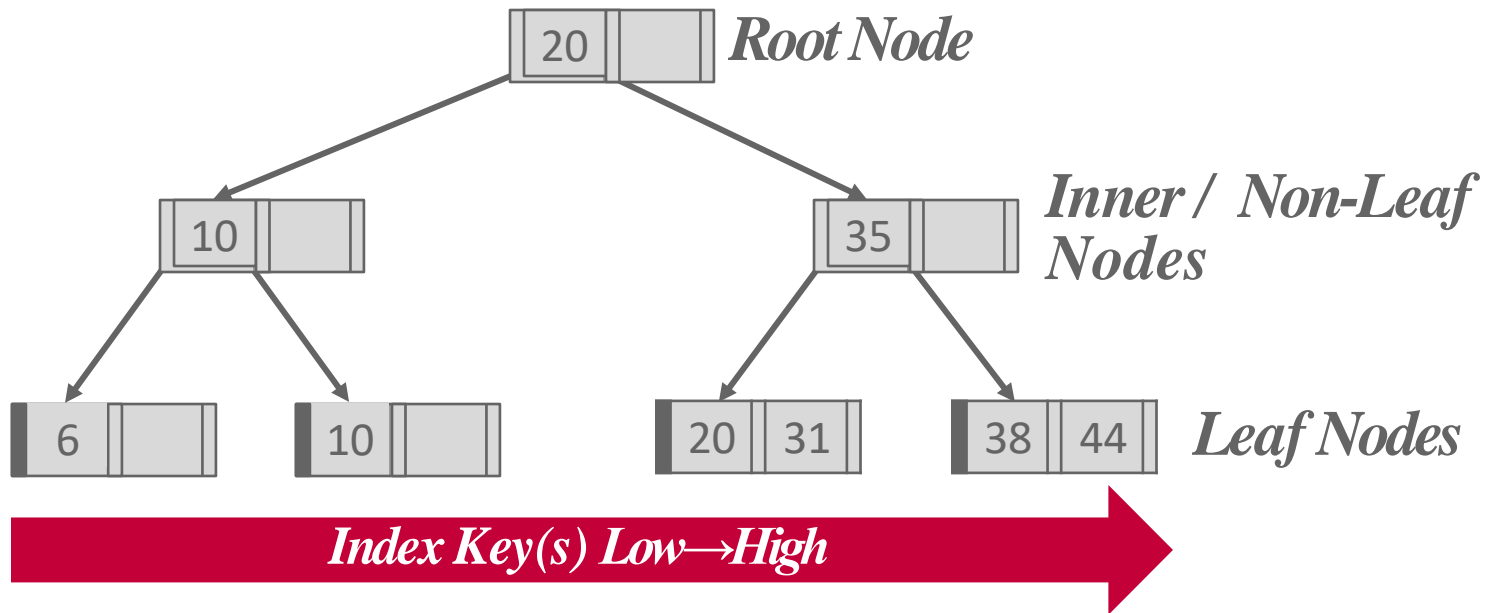 20 Root Node
10 35 Inner / Non-Leaf
Nodes
6 10 20 31 38 44 Leaf Nodes
Index Key(s) Low→High